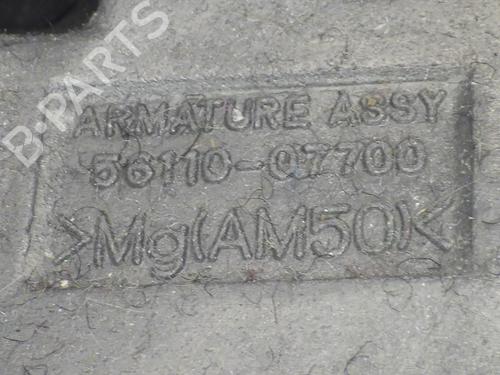 B-PARTS
ARMATURE ASSY
56110-07700
>Mg(AM50)<